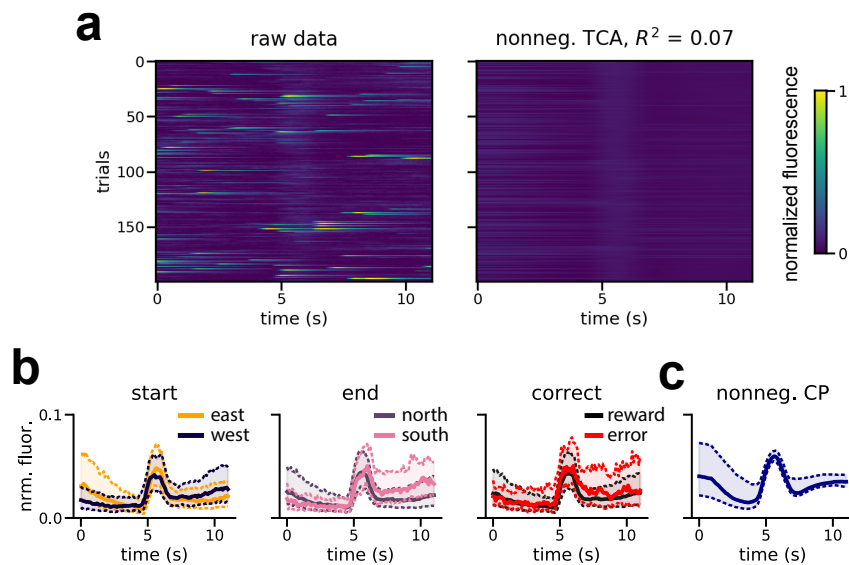 a
raw data
nonneg. TCA, R² = 0.07
trials
0
50
100
150
0
5
10
time (s)
0
5
10
time (s)
1
0
normalized fluorescence
b
start
east
west
nrm. fluor.
0.1
0.0
0
5
10
time (s)
end
north
south
0
5
10
time (s)
correct
reward
error
0
5
10
time (s)
c
nonneg. CP
0
5
10
time (s)